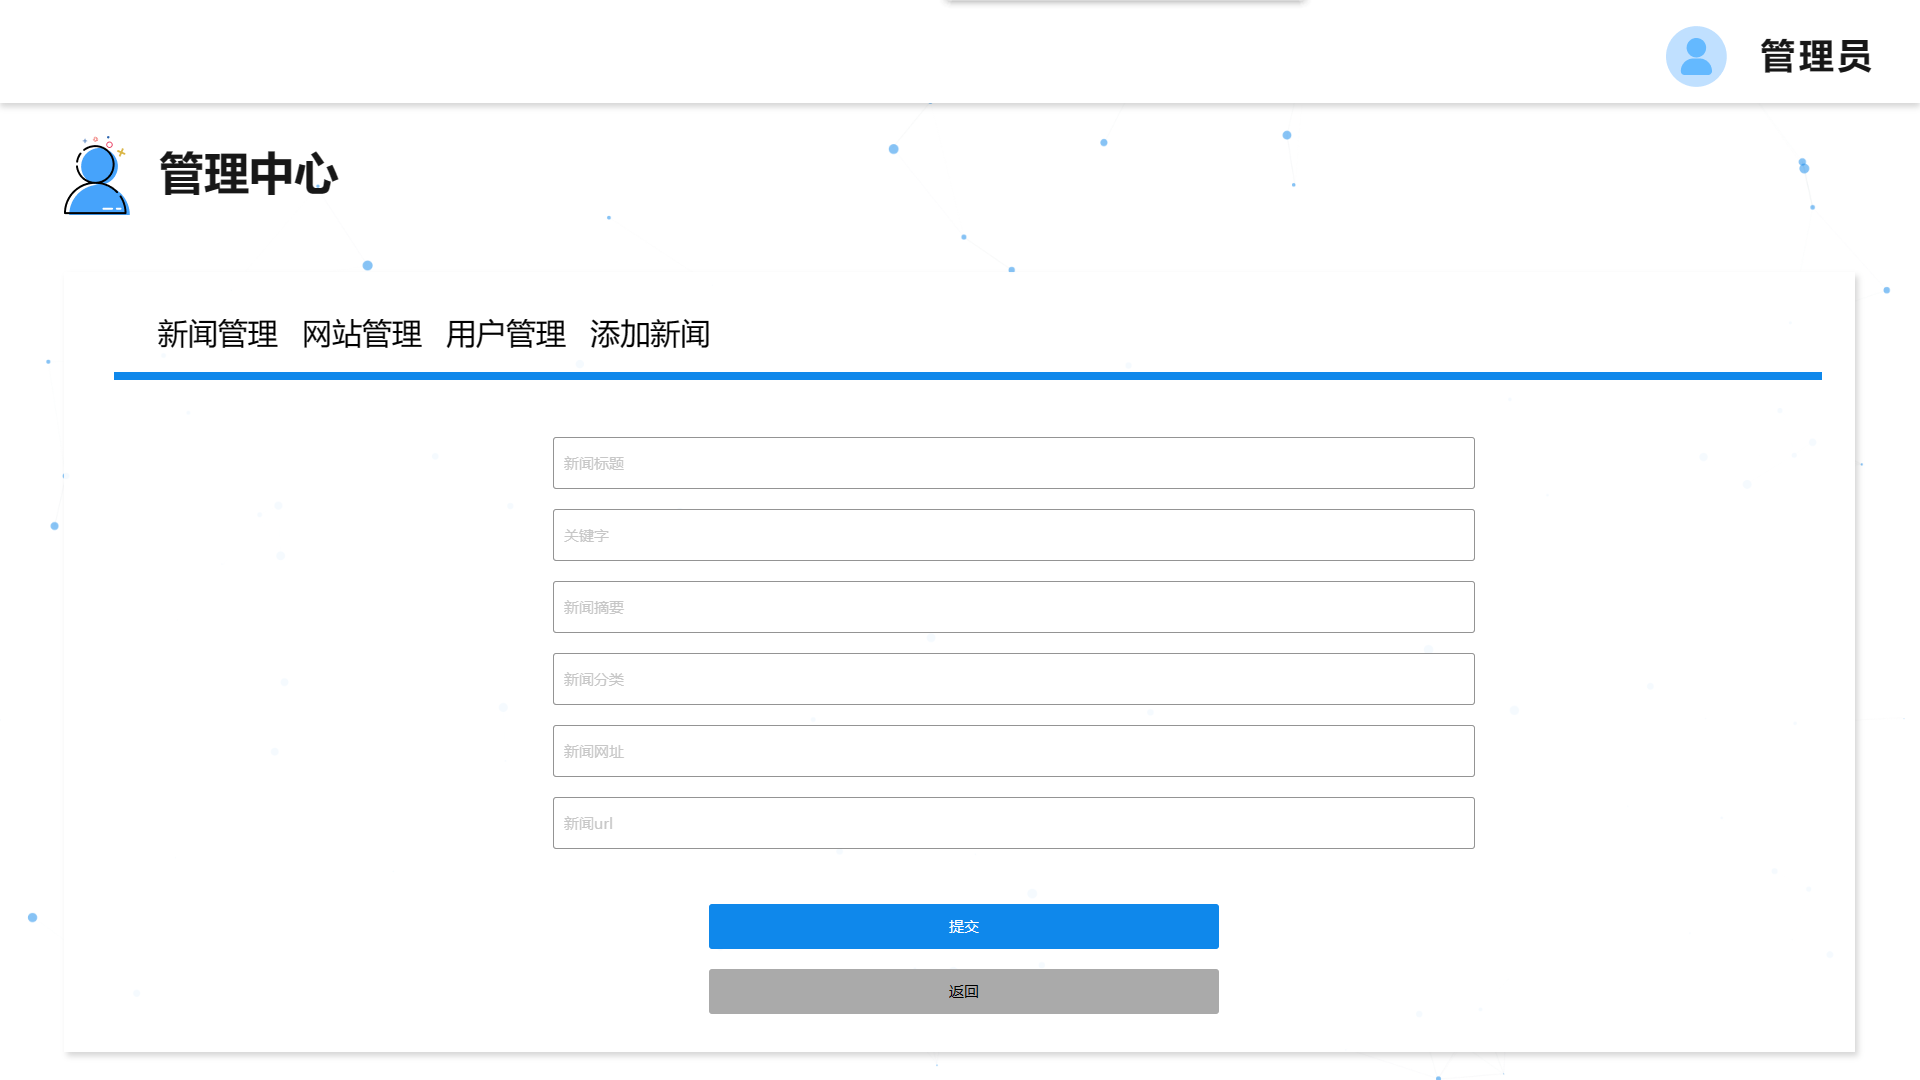 管理员
管理中心
新闻管理 网站管理 用户管理 添加新闻
新闻标题
关键字
新闻摘要
新闻分类
新闻网址
新闻url
提交
返回